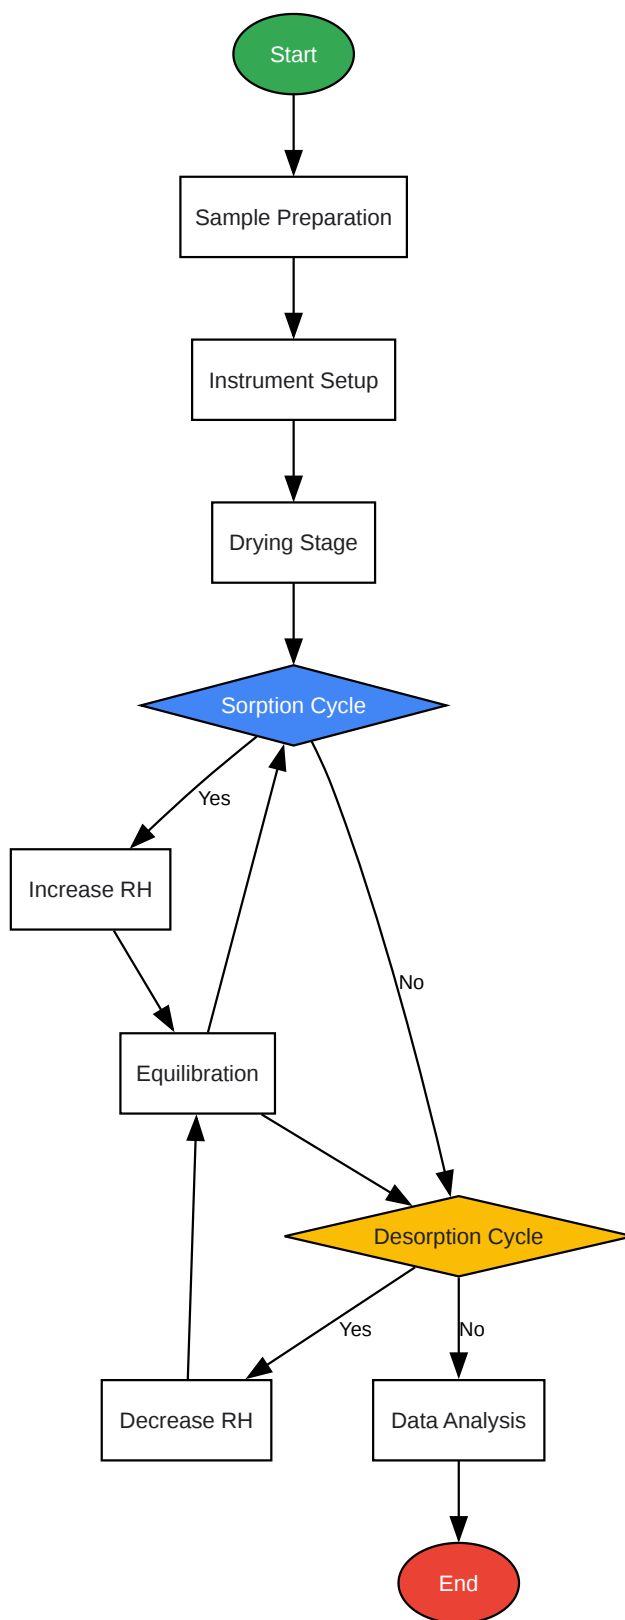 Start
Sample Preparation
Instrument Setup
Drying Stage
Sorption Cycle
Yes
Increase RH
No
Equilibration
Desorption Cycle
Yes
No
Decrease RH
Data Analysis
End